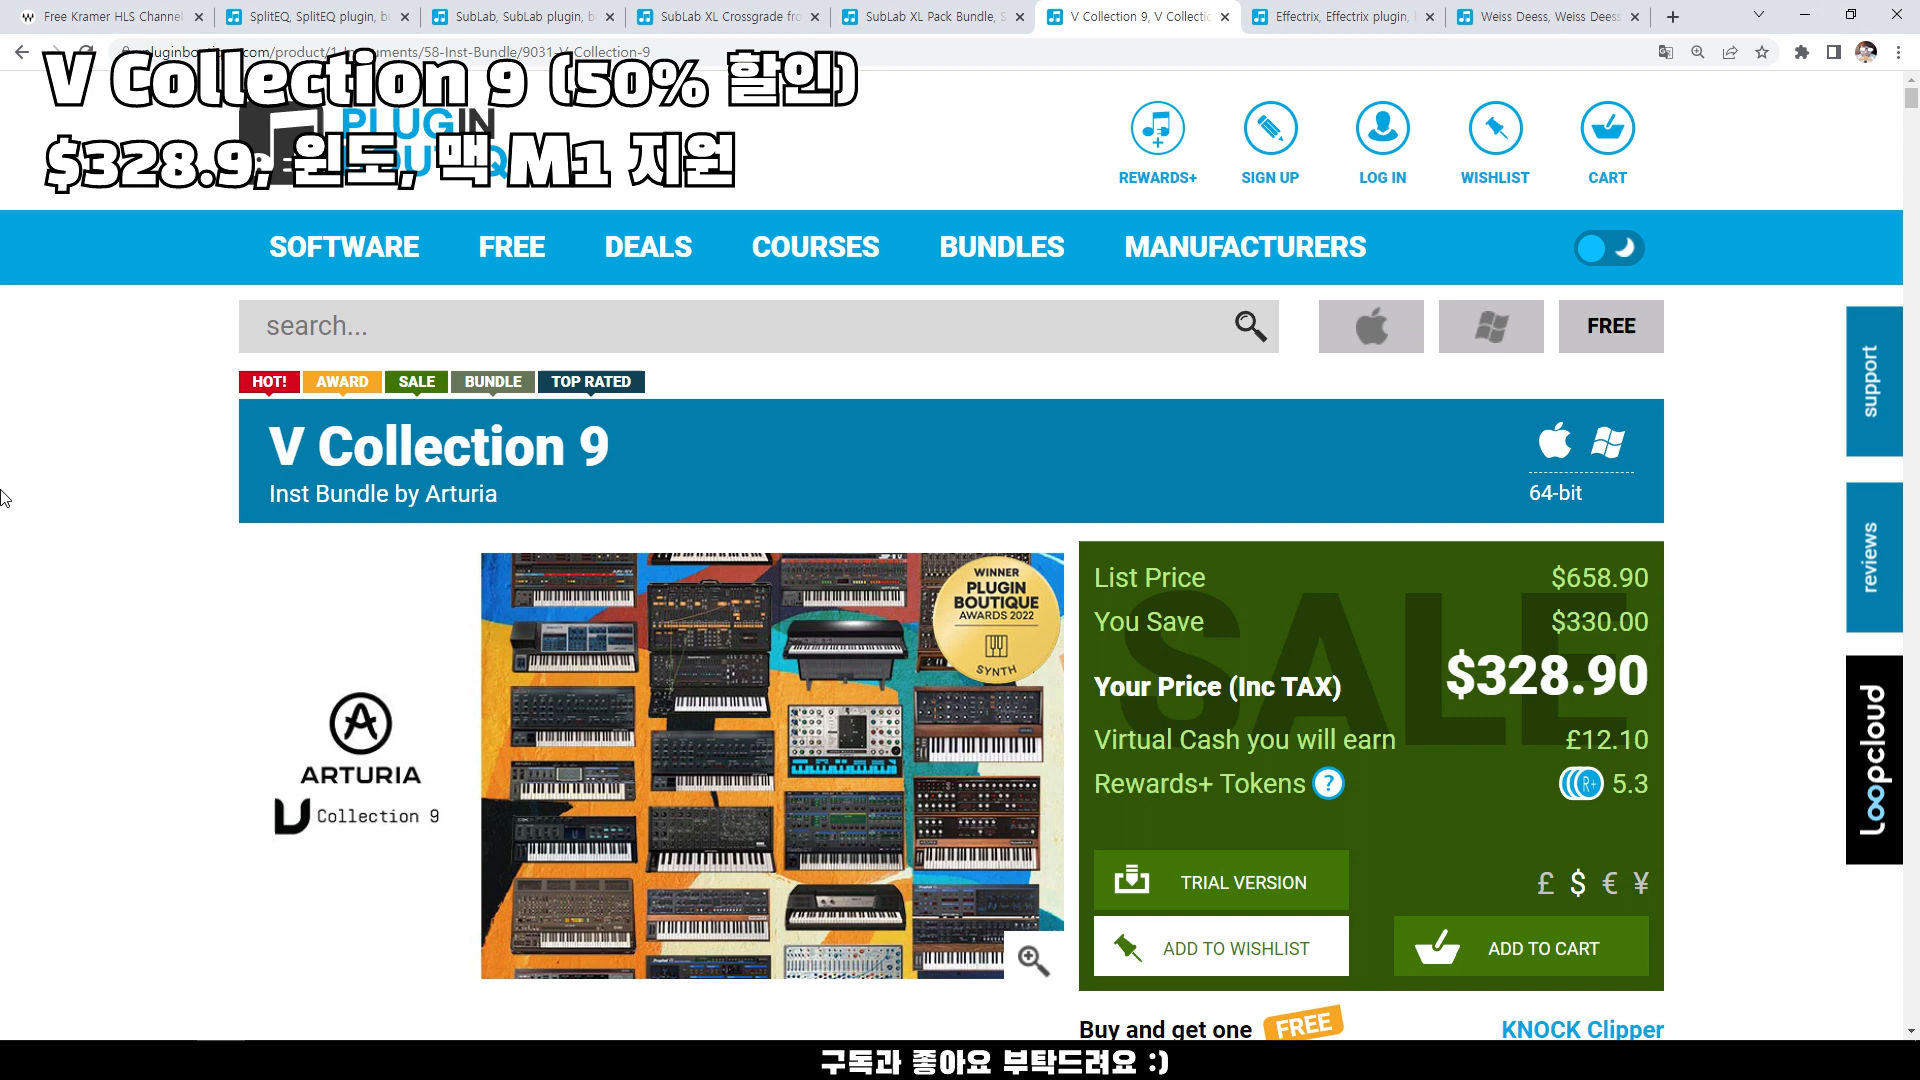 Free Kramer HLS Channel
SplitEQ, SplitEQ plugin, b
SubLab, SubLab plugin, b
SubLab XL Crossgrade fro
SubLab XL Pack Bundle, S
V Collection 9, V Collectic
Effectrix, Effectrix plugin,
Weiss Deess, Weiss Deess
V Collection 9 (50% 할인)
$328.9, 윈도, 맥 M1 지원
PLUGIN
REWARDS+
SIGN UP
LOG IN
WISHLIST
CART
SOFTWARE
FREE
DEALS
COURSES
BUNDLES
MANUFACTURERS
search...
FREE
HOT!
AWARD
SALE
BUNDLE
TOP RATED
V Collection 9
Inst Bundle by Arturia
64-bit
support
reviews
loopcloud
ARTURIA
V Collection 9
WINNER
PLUGIN
BOUTIQUE
AWARDS 2022
SYNTH
SALE
List Price $658.90
You Save $330.00
Your Price (Inc TAX) $328.90
Virtual Cash you will earn £12.10
Rewards+ Tokens ? R+ 5.3
TRIAL VERSION
£ $ € ¥
ADD TO WISHLIST
ADD TO CART
Buy and get one FREE
KNOCK Clipper
구독과 좋아요 부탁드려요 :)